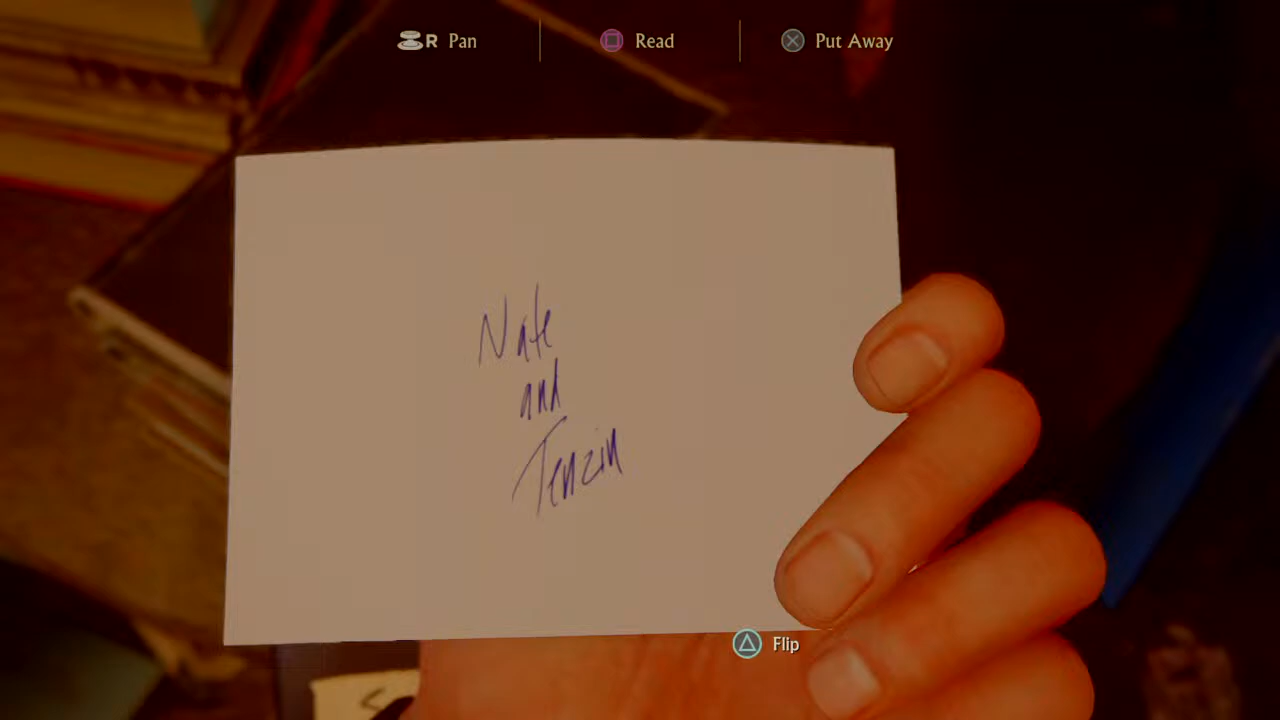 R Pan
Read
Put Away
Nate
and
Tenzin
Flip